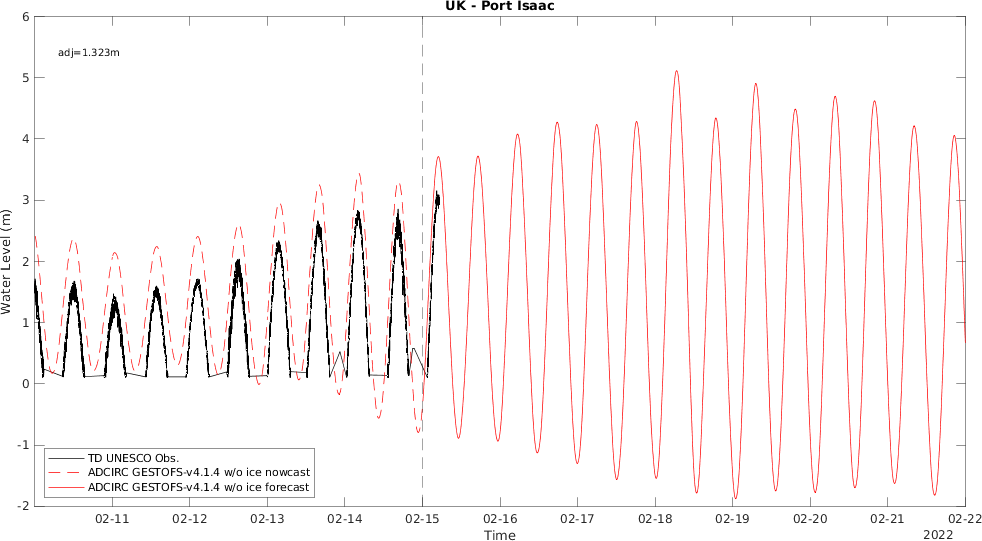 UK - Port Isaac
adj=1.323m
Water Level (m)
6
5
4
3
2
1
0
-1
-2
TD UNESCO Obs.
ADCIRC GESTOFS-v4.1.4 w/o ice nowcast
ADCIRC GESTOFS-v4.1.4 w/o ice forecast
02-11 02-12 02-13 02-14 02-15 02-16 02-17 02-18 02-19 02-20 02-21 02-22
Time
2022